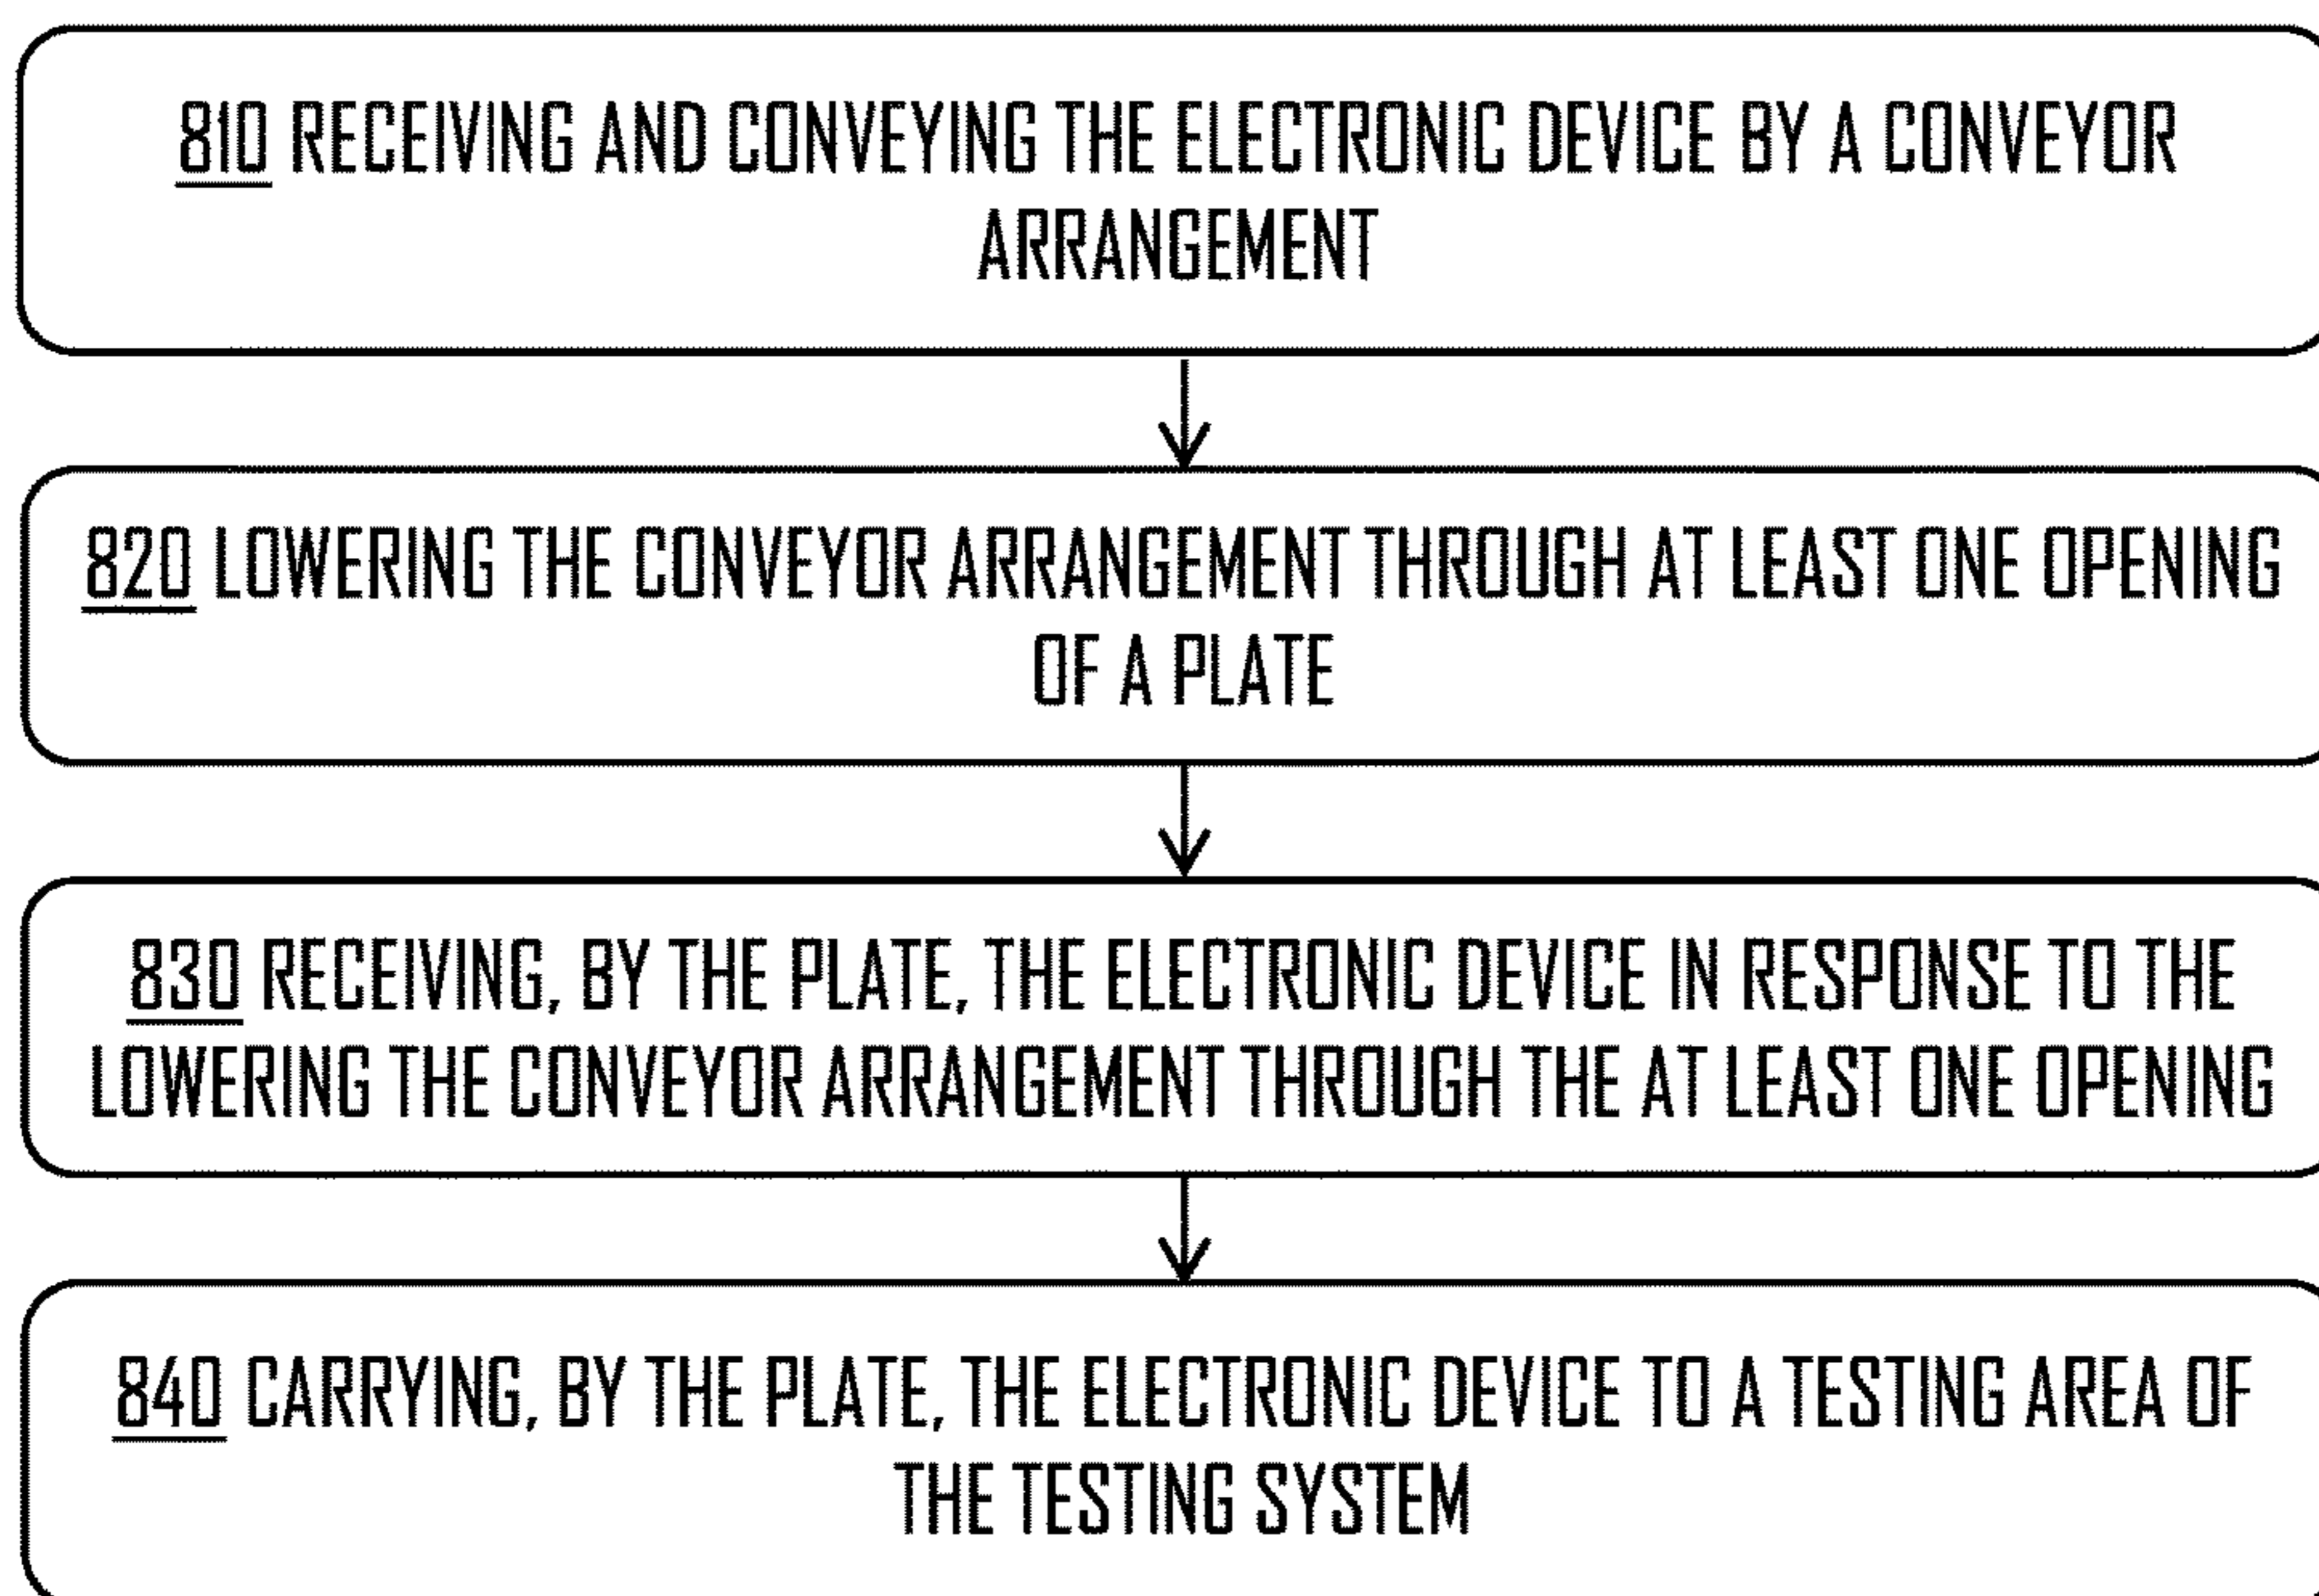 810 RECEIVING AND CONVEYING THE ELECTRONIC DEVICE BY A CONVEYOR
ARRANGEMENT
820 LOWERING THE CONVEYOR ARRANGEMENT THROUGH AT LEAST ONE OPENING
OF A PLATE
830 RECEIVING, BY THE PLATE, THE ELECTRONIC DEVICE IN RESPONSE TO THE
LOWERING THE CONVEYOR ARRANGEMENT THROUGH THE AT LEAST ONE OPENING
840 CARRYING, BY THE PLATE, THE ELECTRONIC DEVICE TO A TESTING AREA OF
THE TESTING SYSTEM